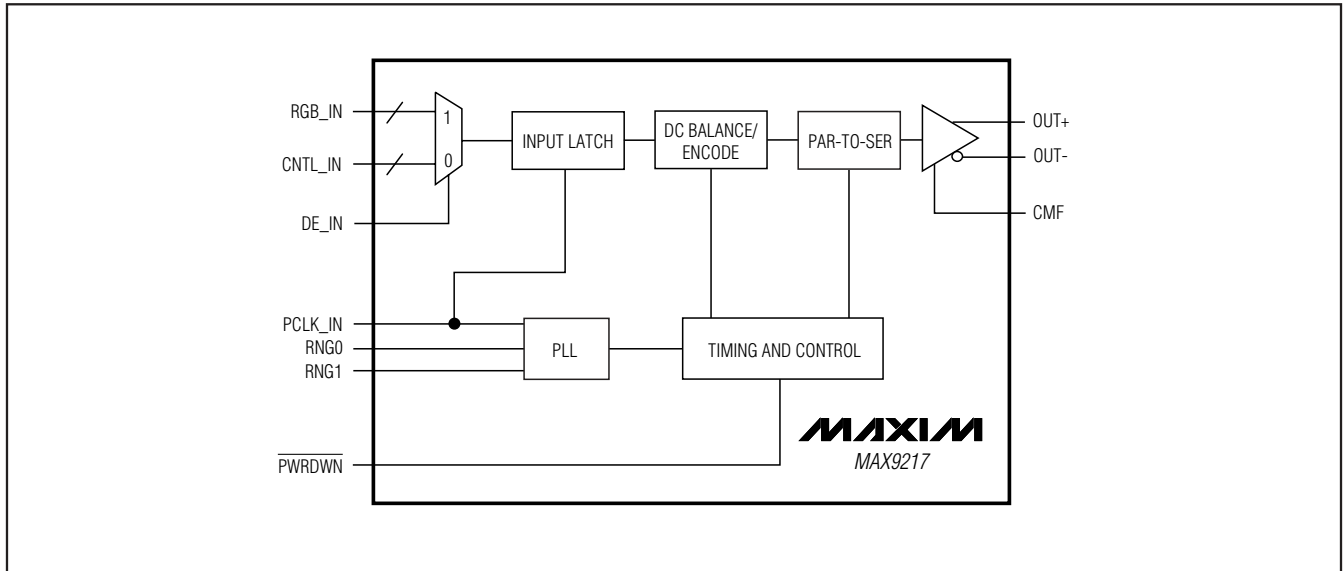 RGB_IN
CNTL_IN
DE_IN
1
0
INPUT LATCH
DC BALANCE/
ENCODE
PAR-TO-SER
OUT+
OUT-
CMF
PCLK_IN
RNG0
RNG1
PLL
TIMING AND CONTROL
PWRDWN
MAXIM
MAX9217